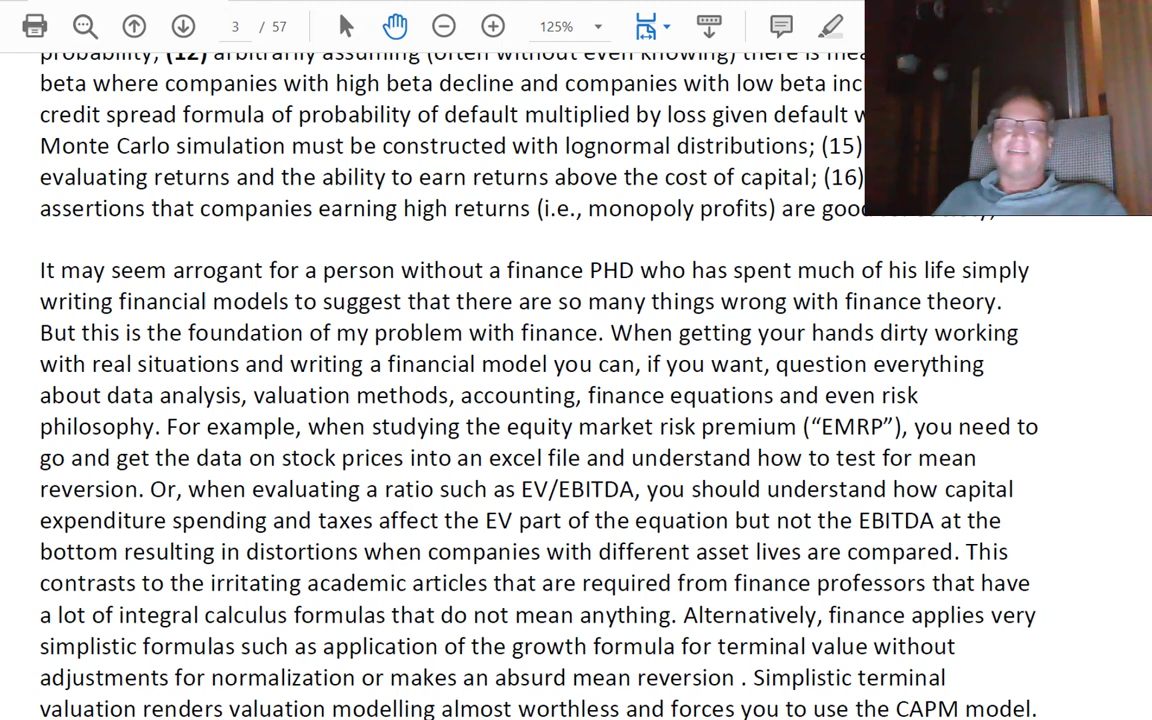 3 / 57
125%
probability; (12) arbitrarily assuming (often without even knowing) there is mea
beta where companies with high beta decline and companies with low beta inc
credit spread formula of probability of default multiplied by loss given default w
Monte Carlo simulation must be constructed with lognormal distributions; (15)
evaluating returns and the ability to earn returns above the cost of capital; (16)
assertions that companies earning high returns (i.e., monopoly profits) are good
It may seem arrogant for a person without a finance PHD who has spent much of his life simply
writing financial models to suggest that there are so many things wrong with finance theory.
But this is the foundation of my problem with finance. When getting your hands dirty working
with real situations and writing a financial model you can, if you want, question everything
about data analysis, valuation methods, accounting, finance equations and even risk
philosophy. For example, when studying the equity market risk premium (“EMRP”), you need to
go and get the data on stock prices into an excel file and understand how to test for mean
reversion. Or, when evaluating a ratio such as EV/EBITDA, you should understand how capital
expenditure spending and taxes affect the EV part of the equation but not the EBITDA at the
bottom resulting in distortions when companies with different asset lives are compared. This
contrasts to the irritating academic articles that are required from finance professors that have
a lot of integral calculus formulas that do not mean anything. Alternatively, finance applies very
simplistic formulas such as application of the growth formula for terminal value without
adjustments for normalization or makes an absurd mean reversion . Simplistic terminal
valuation renders valuation modelling almost worthless and forces you to use the CAPM model.